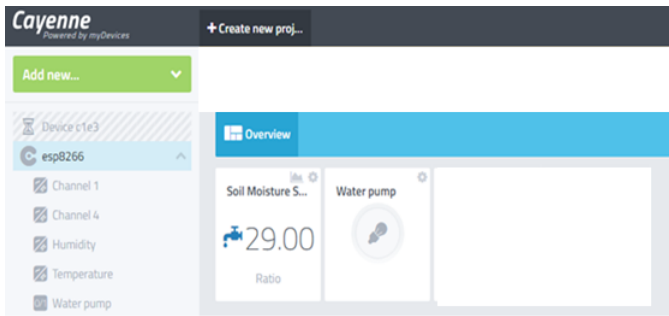 Cayenne
Powered by myDevices
+ Create new proj...
Add new...
Device c1e3
esp8266
Channel 1
Channel 4
Humidity
Temperature
Water pump
Overview
Soil Moisture S...
29.00
Ratio
Water pump